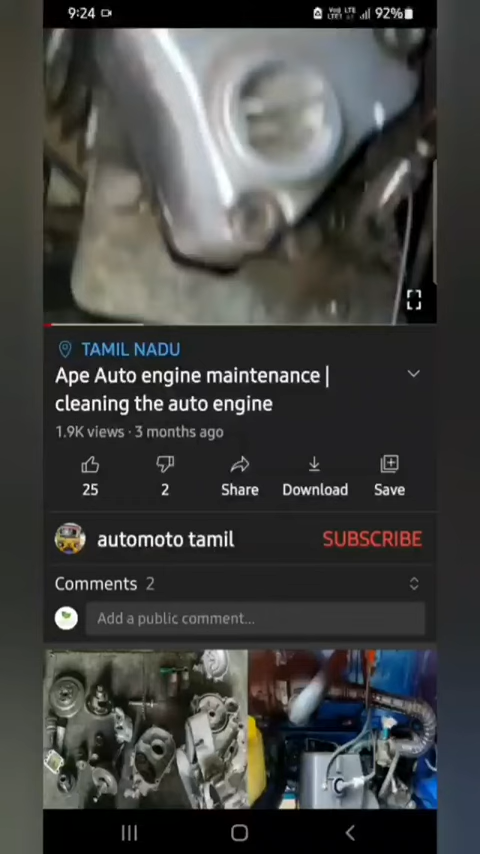 9:24
92%
TAMIL NADU
Ape Auto engine maintenance |
cleaning the auto engine
1.9K views · 3 months ago
25
2
Share
Download
Save
automoto tamil
SUBSCRIBE
Comments 2
Add a public comment...